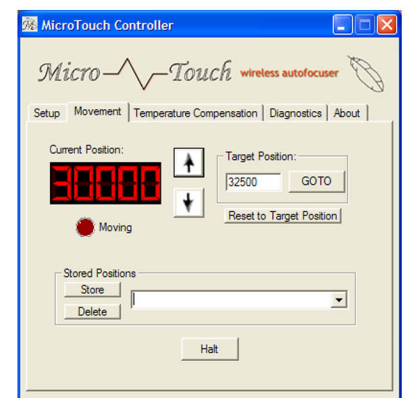 MicroTouch Controller
Micro Touch wireless autofocuser
Setup Movement Temperature Compensation Diagnostics About
Current Position:
30000
Moving
Target Position:
32500 GOTO
Reset to Target Position
Stored Positions
Store
Delete
Halt